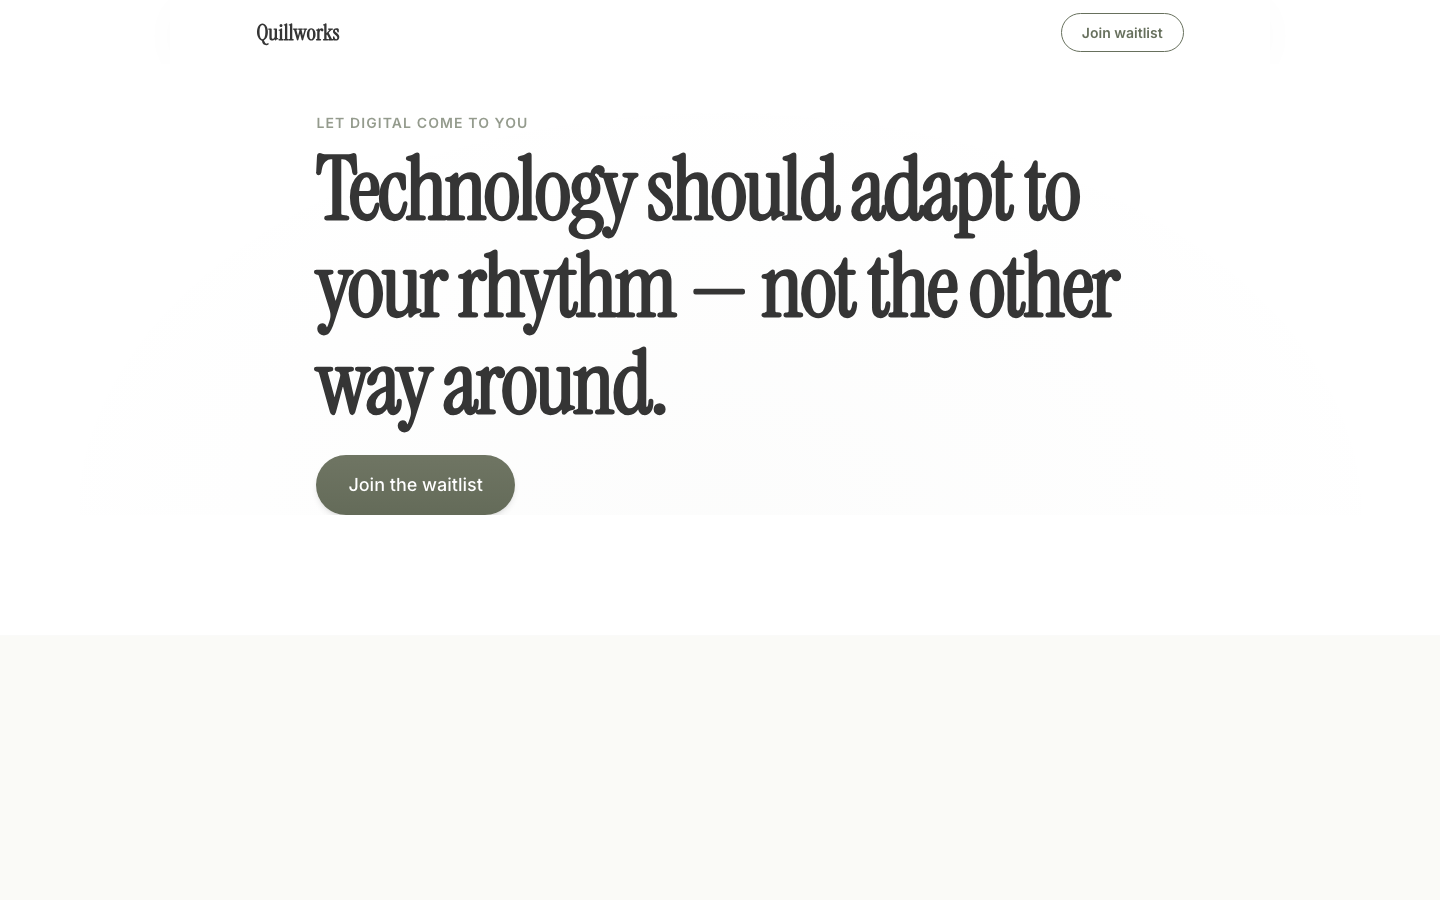 Quillworks
Join waitlist
LET DIGITAL COME TO YOU
Technology should adapt to
your rhythm — not the other
way around.
Join the waitlist